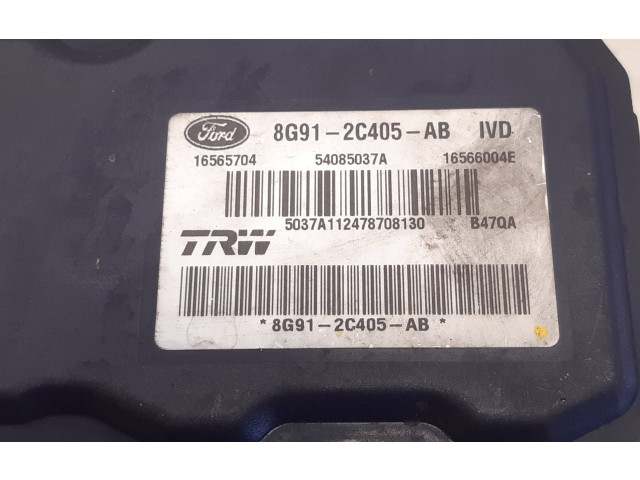 Ford 8G91-2C405-AB IVD
16565704 54085037A 16566004E
5037A112478708130 B47QA
TRW
*8G91-2C405-AB*